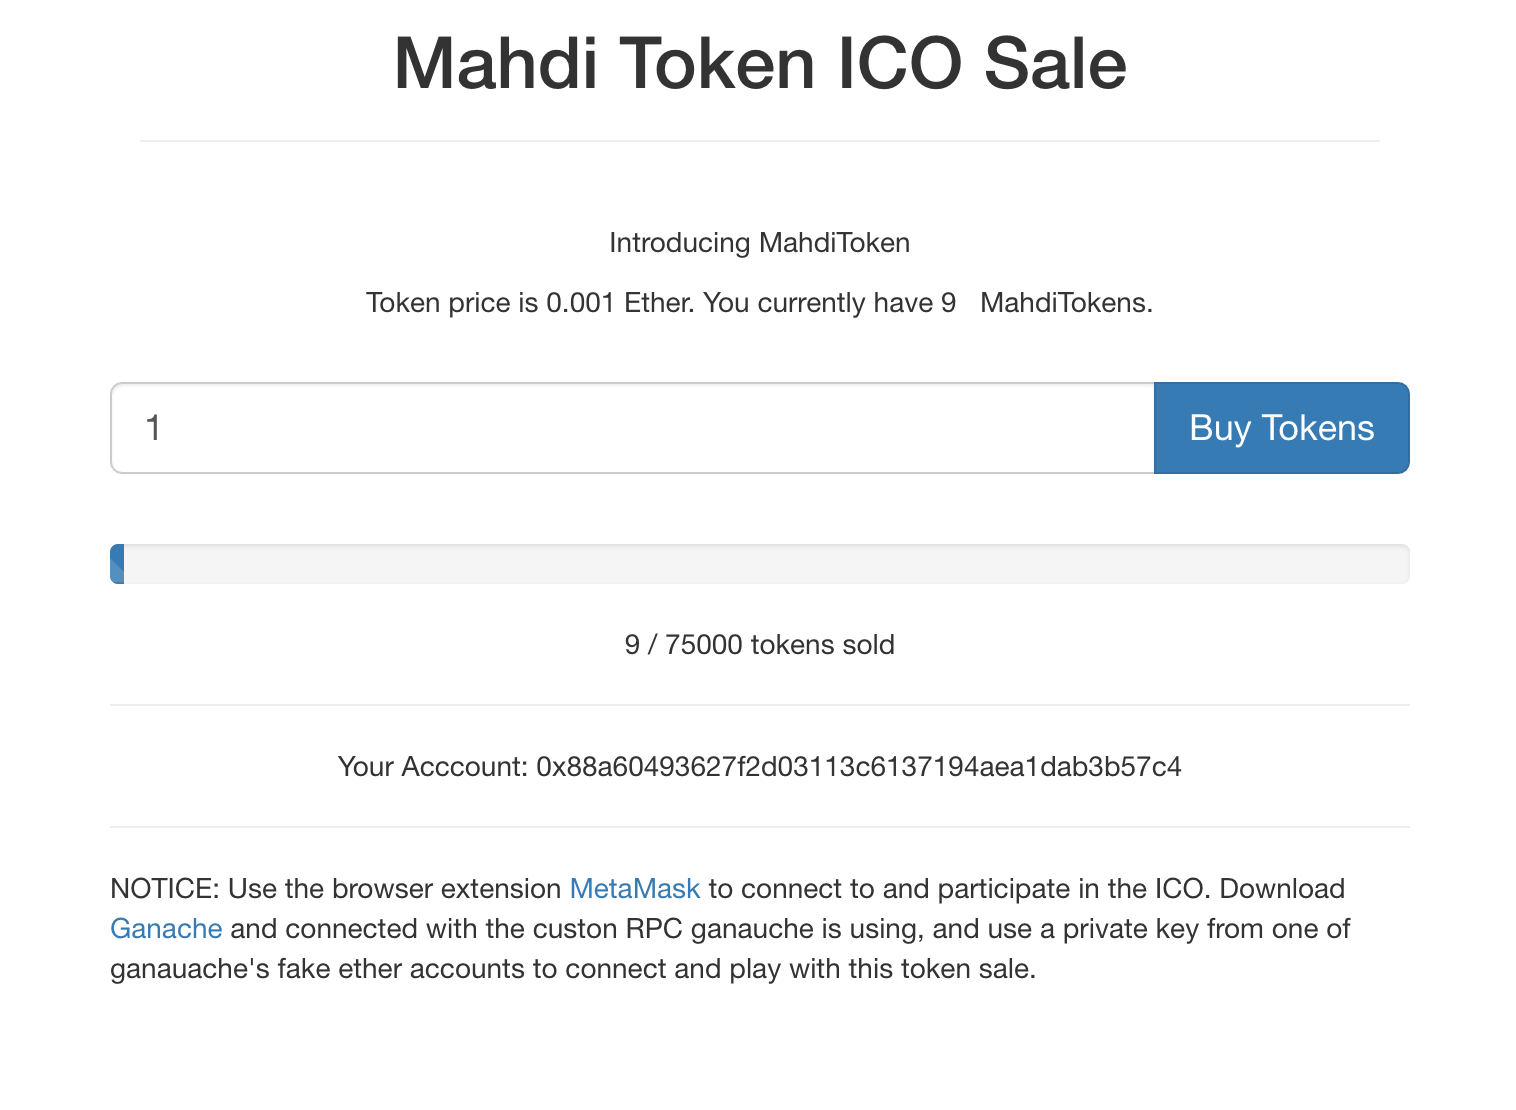 Mahdi Token ICO Sale
Introducing MahdiToken
Token price is 0.001 Ether. You currently have 9 MahdiTokens.
1
Buy Tokens
9 / 75000 tokens sold
Your Acccount: 0x88a60493627f2d03113c6137194aea1dab3b57c4
NOTICE: Use the browser extension MetaMask to connect to and participate in the ICO. Download
Ganache and connected with the custon RPC ganauche is using, and use a private key from one of
ganauache's fake ether accounts to connect and play with this token sale.